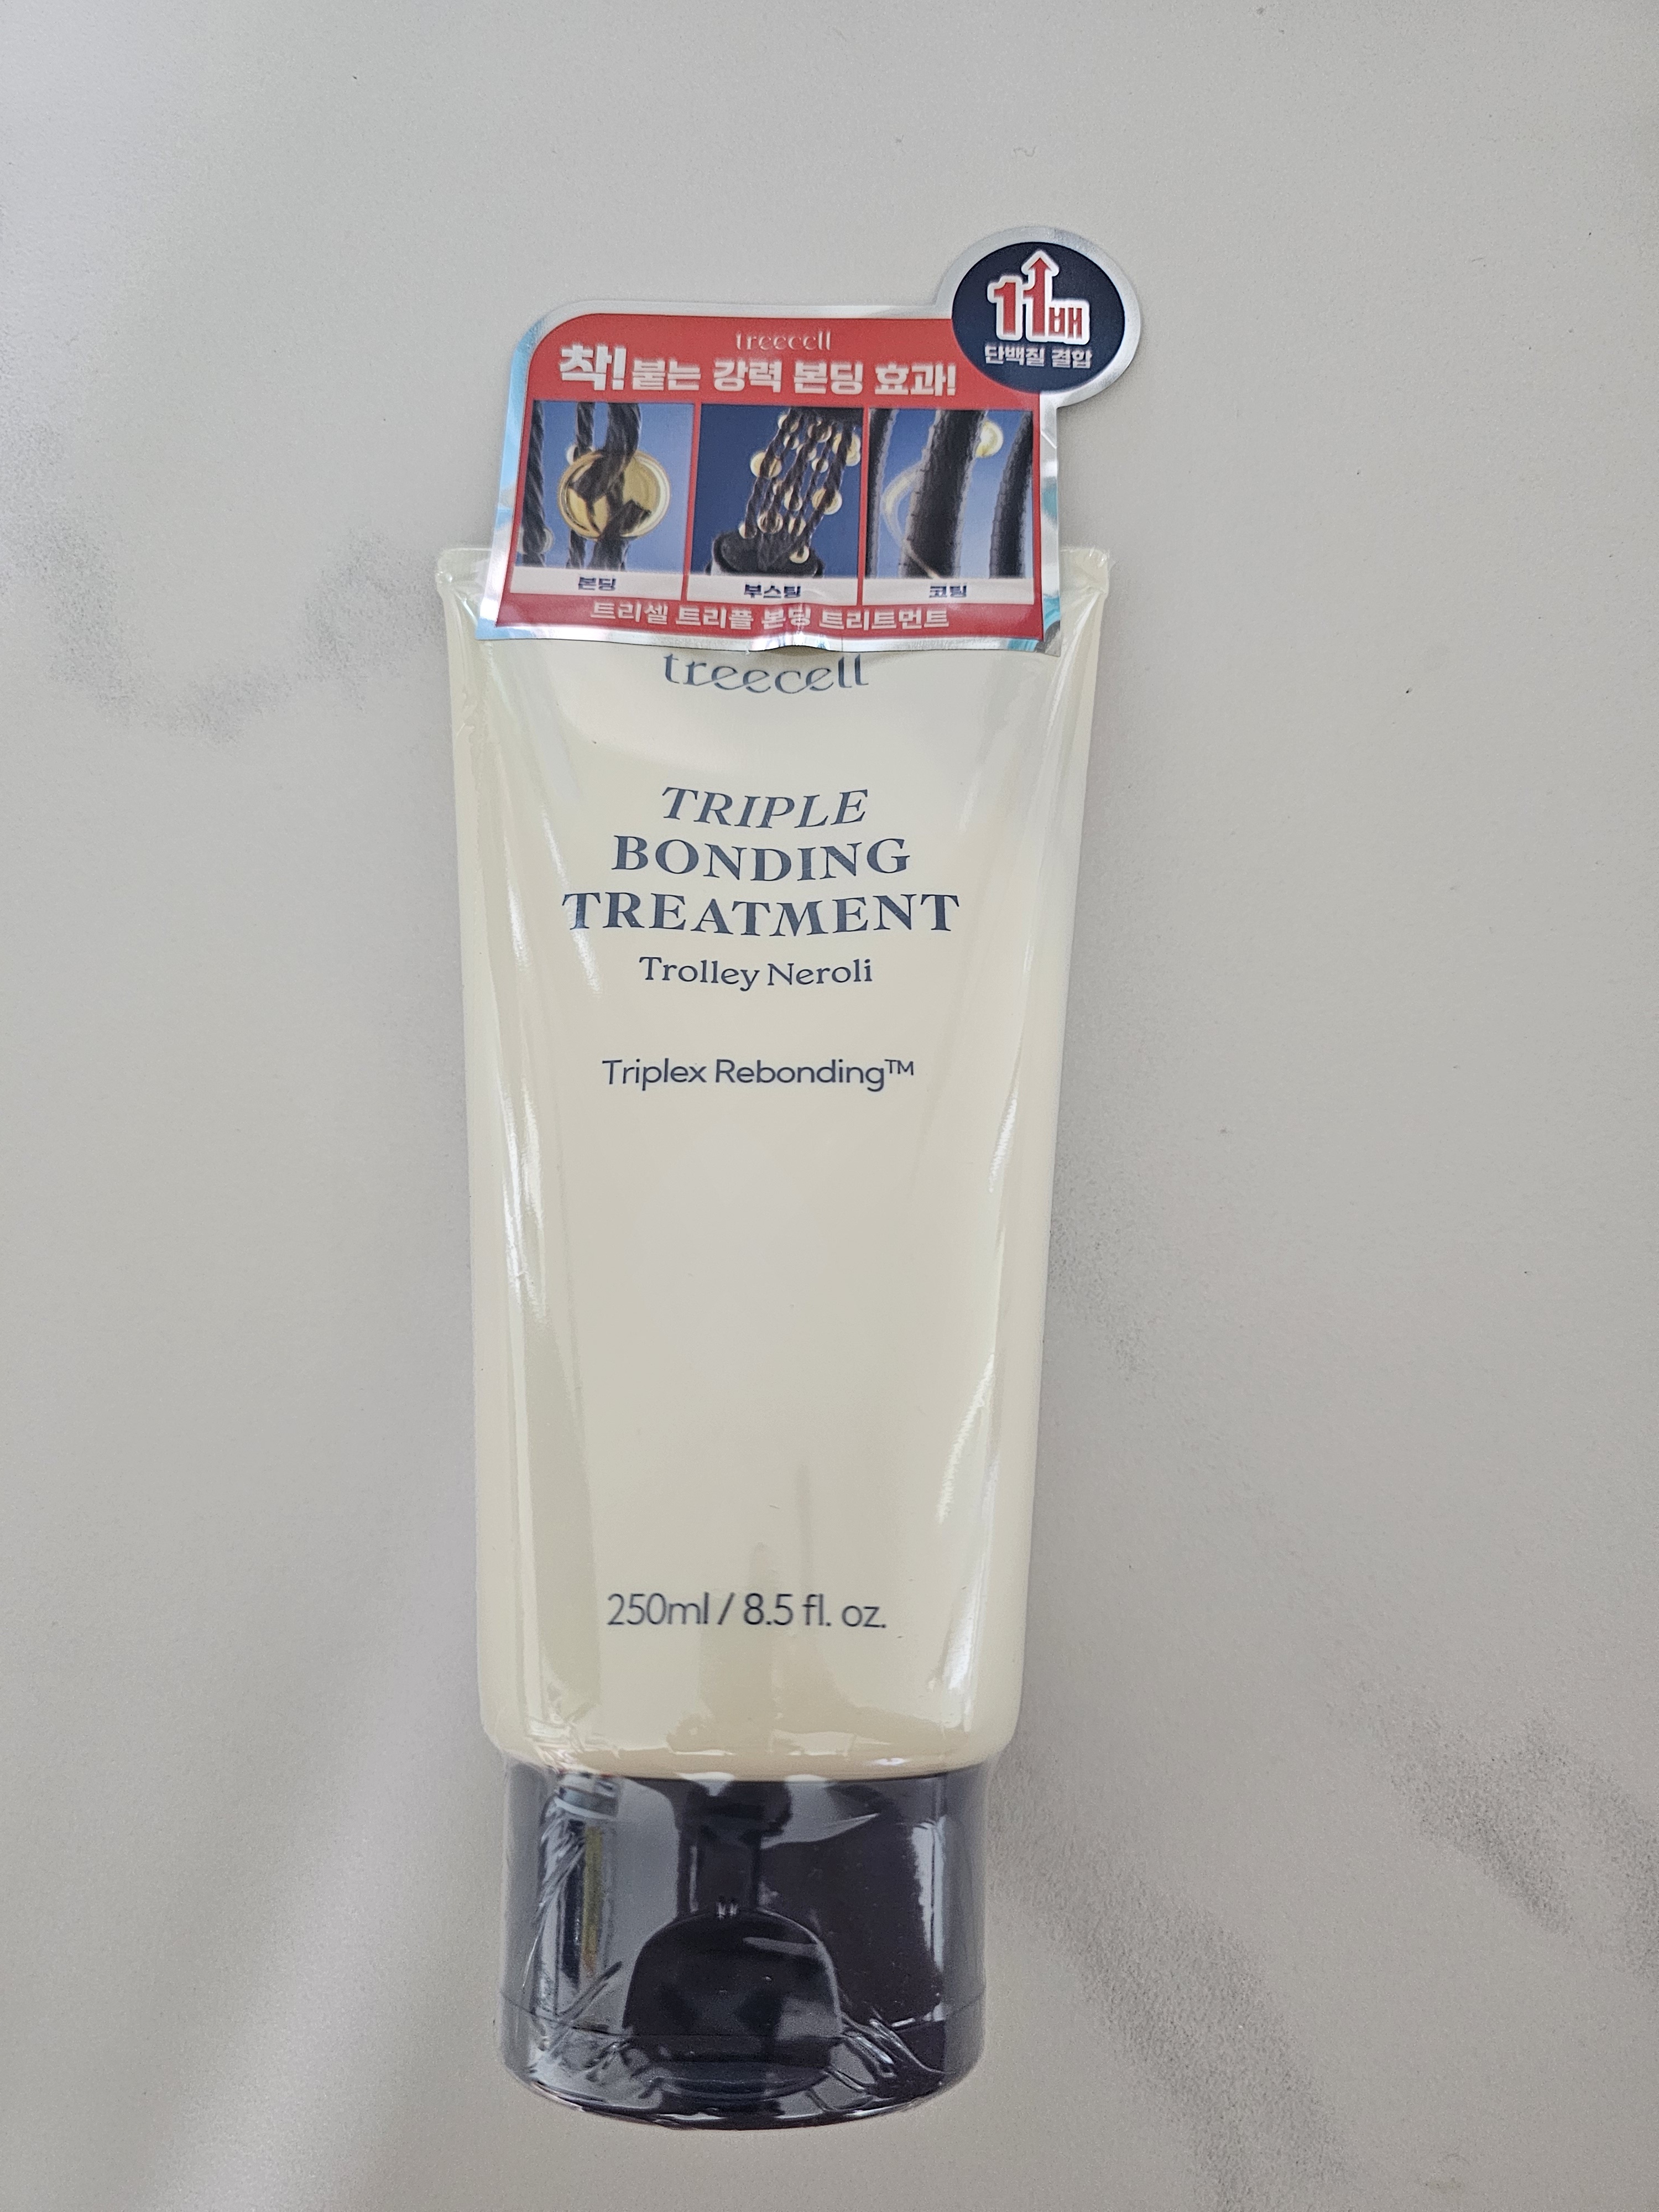 11배
단백질 결합
treecell
착! 붙는 강력 본딩 효과!
본딩 부스팅 코팅
트리셀 트리플 본딩 트리트먼트
treecell
TRIPLE
BONDING
TREATMENT
Trolley Neroli
Triplex Rebonding™
250ml / 8.5 fl. oz.